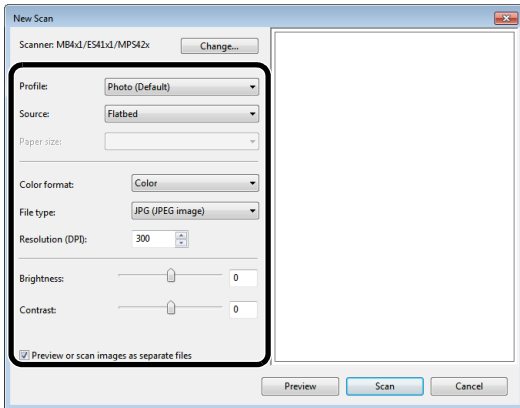 New Scan
Scanner: MB4x1/ES41x1/MPS42x Change...
Profile: Photo (Default)
Source: Flatbed
Paper size:
Color format: Color
File type: JPG (JPEG image)
Resolution (DPI): 300
Brightness: 0
Contrast: 0
Preview or scan images as separate files
Preview Scan Cancel